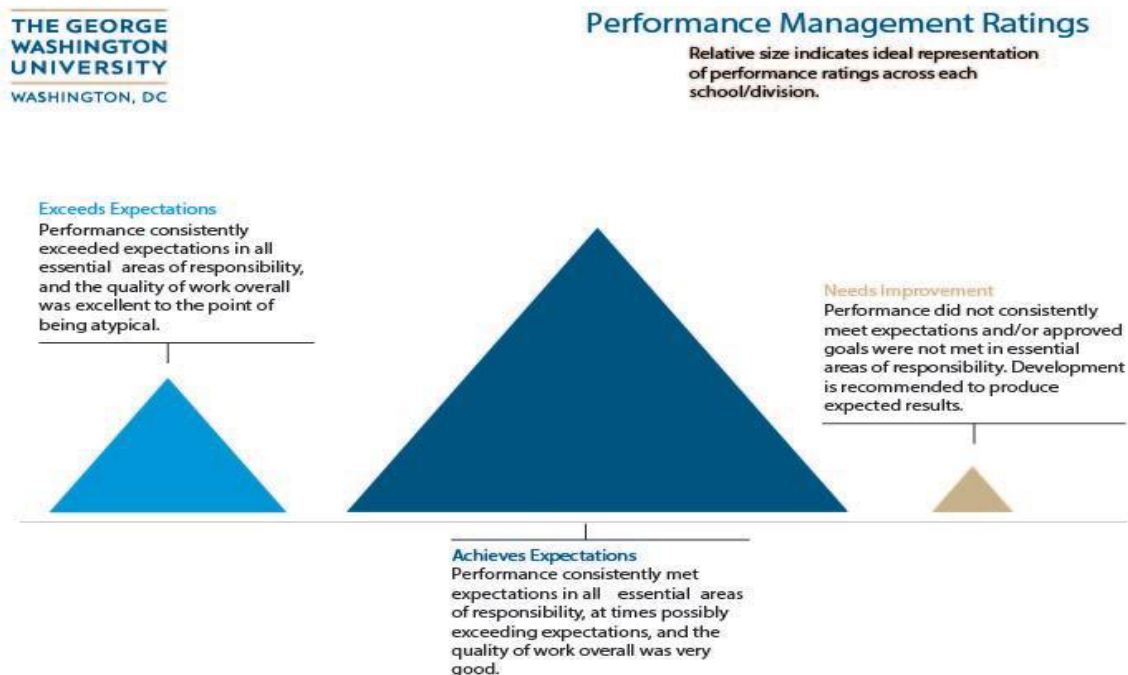 THE GEORGE
WASHINGTON
UNIVERSITY
WASHINGTON, DC
Performance Management Ratings
Relative size indicates ideal representation
of performance ratings across each
school/division.
Exceeds Expectations
Performance consistently
exceeded expectations in all
essential areas of responsibility,
and the quality of work overall
was excellent to the point of
being atypical.
Needs Improvement
Performance did not consistently
meet expectations and/or approved
goals were not met in essential
areas of responsibility. Development
is recommended to produce
expected results.
Achieves Expectations
Performance consistently met
expectations in all essential areas
of responsibility, at times possibly
exceeding expectations, and the
quality of work overall was very
good.